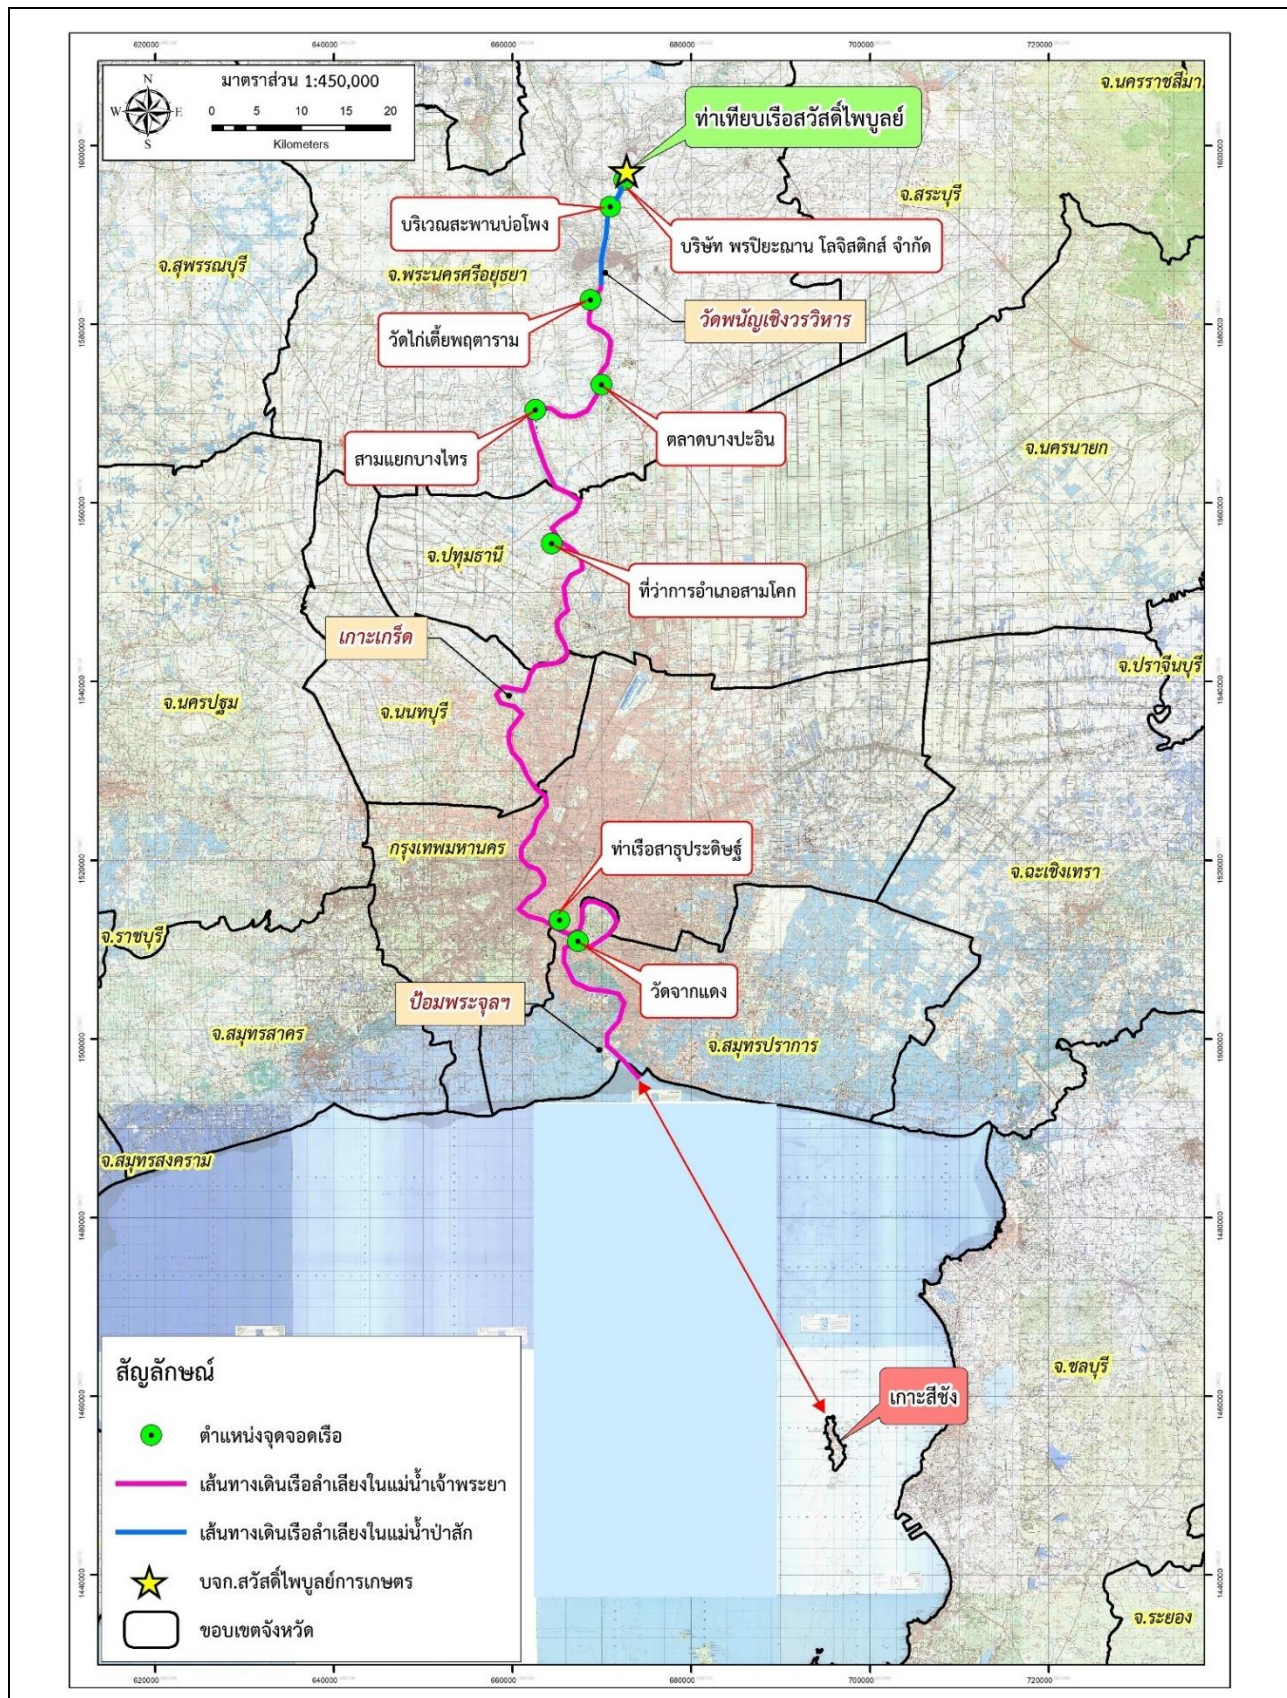 620000 640000 660000 680000 700000 720000
มาตราส่วน 1:450,000
N
W E
S
0 5 10 15 20
Kilometers
จ.นครราชสีมา
ท่าเทียบเรือสวัสดิ์ไพบูลย์
1600000 1600000
จ.สระบุรี
บริเวณสะพานบ่อโพง
บริษัท พรปิยะฌาน โลจิสติกส์ จำกัด
จ.สุพรรณบุรี
จ.พระนครศรีอยุธยา
วัดพนัญเชิงวรวิหาร
1580000 1580000
วัดไก่เตี้ยพฤฒาราม
ตลาดบางปะอิน
สามแยกบางไทร
จ.นครนายก
1560000 1560000
จ.ปทุมธานี
ที่ว่าการอำเภอสามโคก
เกาะเกร็ด
จ.ปราจีนบุรี
1540000 1540000
จ.นครปฐม
จ.นนทบุรี
ท่าเรือสาธุประดิษฐ์
กรุงเทพมหานคร
1520000 1520000
จ.ฉะเชิงเทรา
จ.ราชบุรี
วัดจากแดง
ป้อมพระจุลฯ
จ.สมุทรสาคร
จ.สมุทรปราการ
1500000 1500000
จ.สมุทรสงคราม
1480000 1480000
จ.ชลบุรี
เกาะสีชัง
1460000 1460000
สัญลักษณ์
ตำแหน่งจุดจอดเรือ
เส้นทางเดินเรือลำเลียงในแม่น้ำเจ้าพระยา
เส้นทางเดินเรือลำเลียงในแม่น้ำป่าสัก
บจก.สวัสดิ์ไพบูลย์การเกษตร
ขอบเขตจังหวัด
1440000 1440000
จ.ระยอง
620000 640000 660000 680000 700000 720000